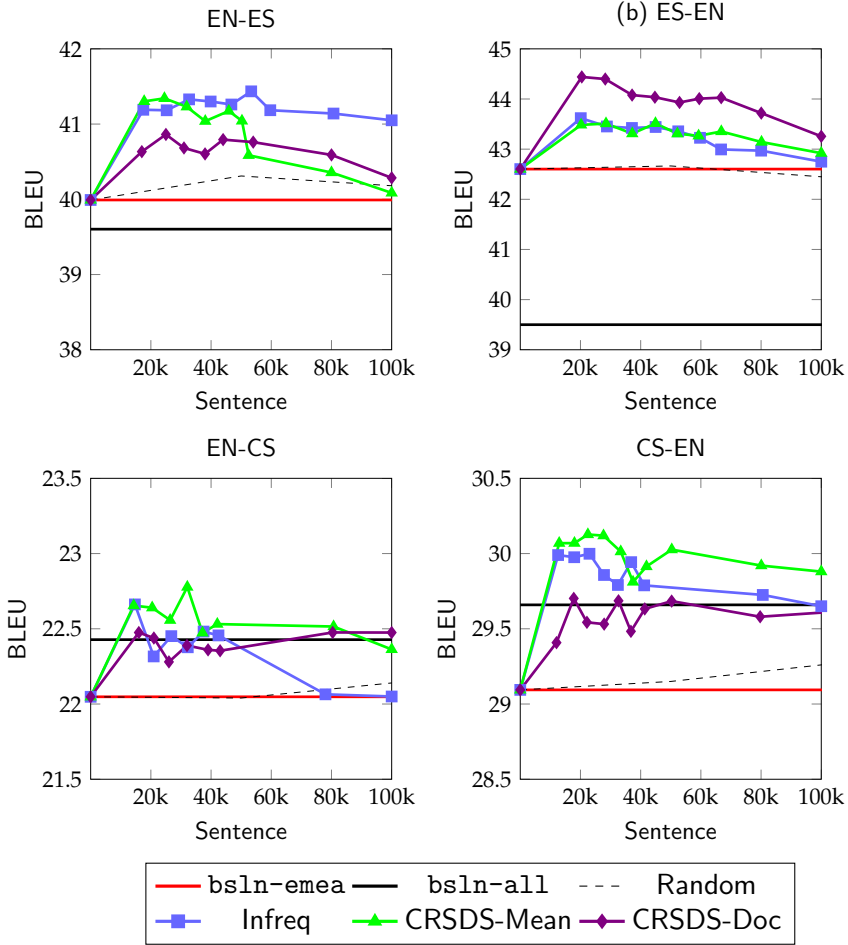 EN-ES
(b) ES-EN
42
41
40
39
38
BLEU
20k 40k 60k 80k 100k
Sentence
45
44
43
42
41
40
39
BLEU
20k 40k 60k 80k 100k
Sentence
EN-CS
CS-EN
23.5
23
22.5
22
21.5
BLEU
20k 40k 60k 80k 100k
Sentence
30.5
30
29.5
29
28.5
BLEU
20k 40k 60k 80k 100k
Sentence
bsln-emea bsln-all Random
Infreq CRSDS-Mean CRSDS-Doc